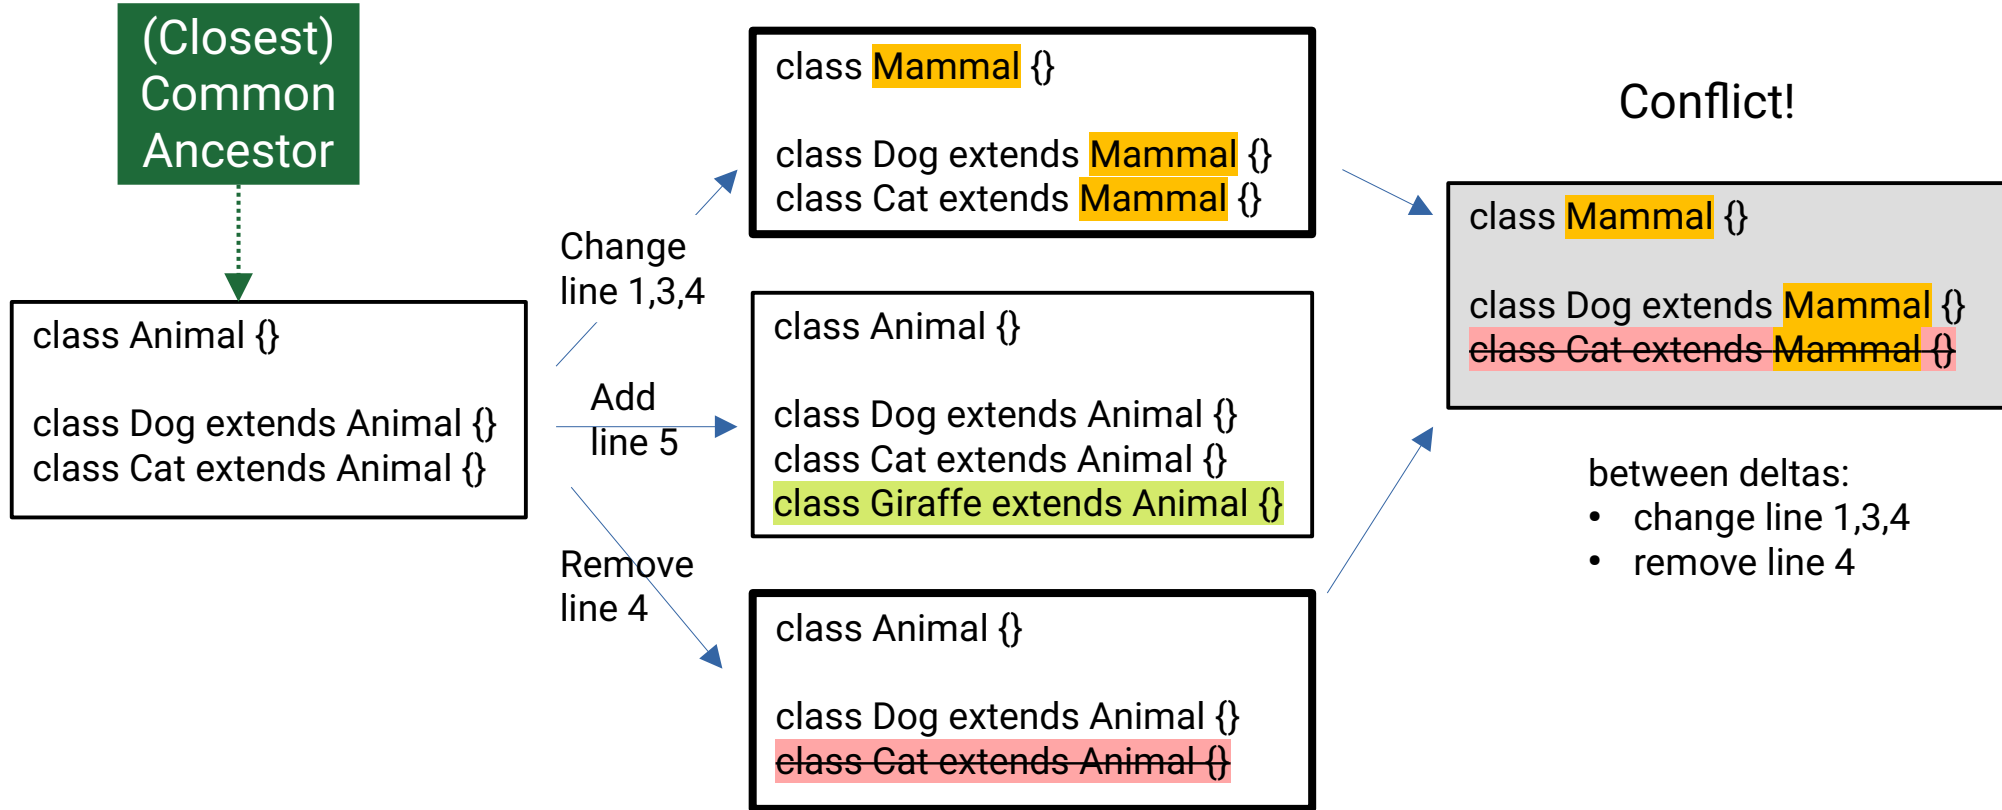 (Closest)
Common
Ancestor
class Animal {}
class Dog extends Animal {}
class Cat extends Animal {}
Change
line 1,3,4
Add
line 5
Remove
line 4
class Mammal {}
class Dog extends Mammal {}
class Cat extends Mammal {}
class Animal {}
class Dog extends Animal {}
class Cat extends Animal {}
class Giraffe extends Animal {}
class Animal {}
class Dog extends Animal {}
class Cat extends Animal {}
Conflict!
class Mammal {}
class Dog extends Mammal {}
class Cat extends Mammal {}
between deltas:
• change line 1,3,4
• remove line 4